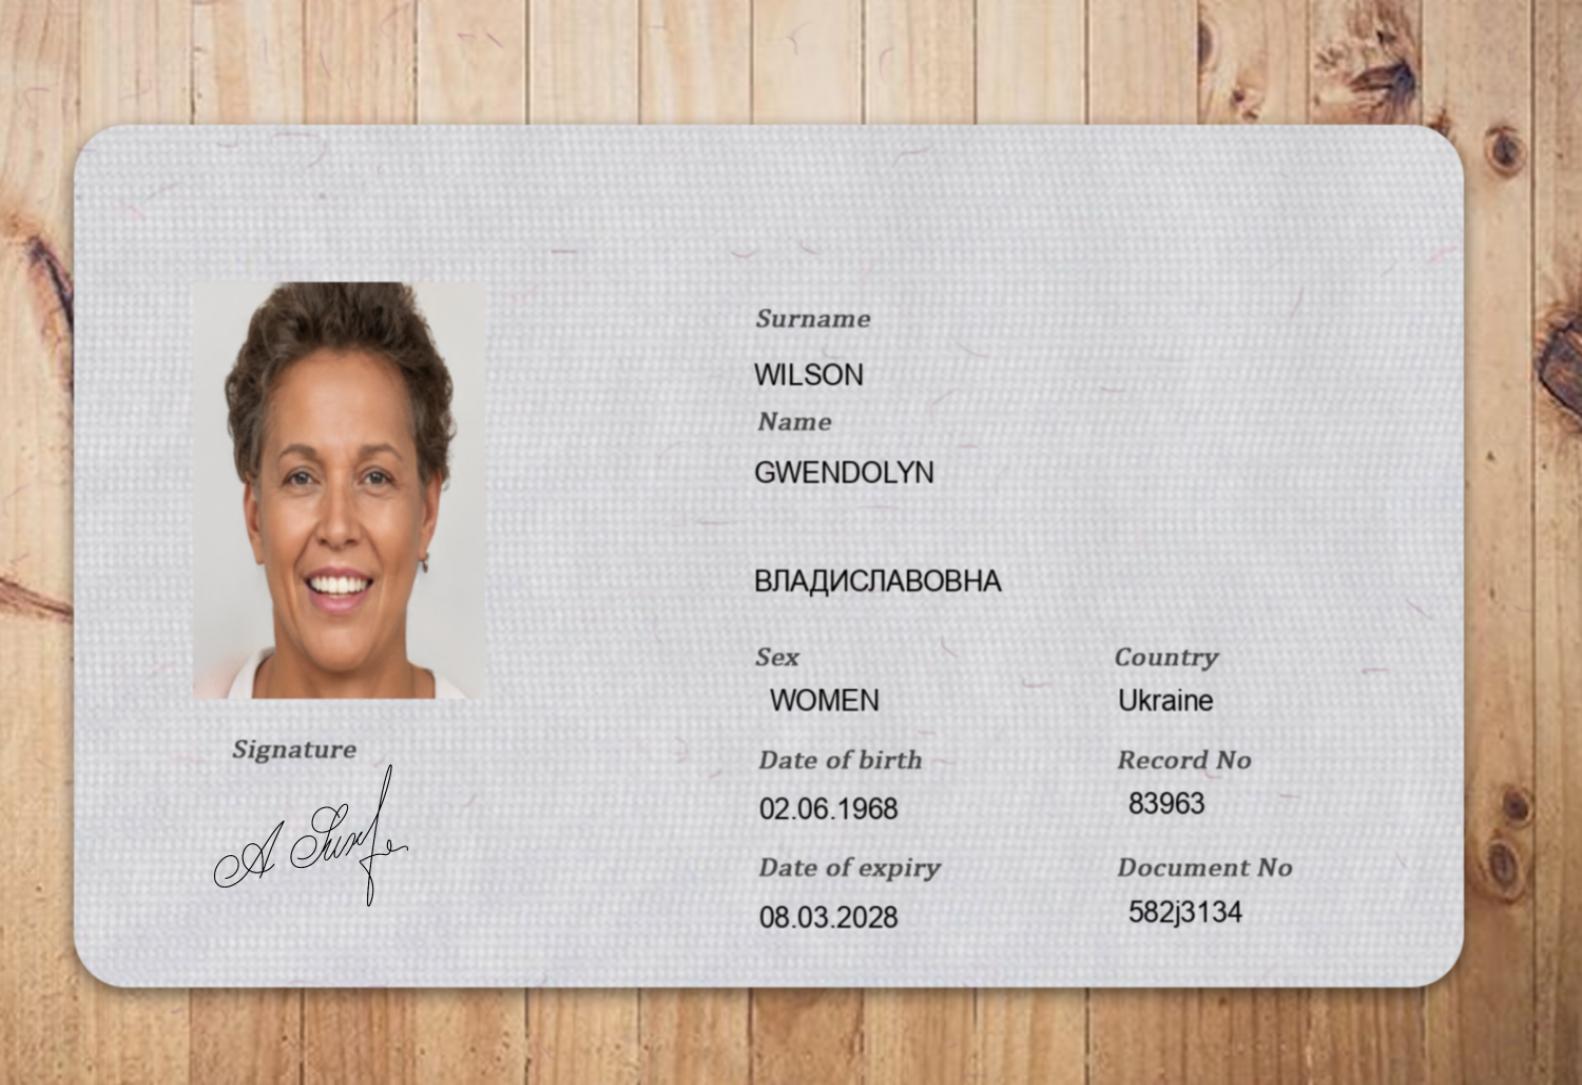 Surname
WILSON
Name
GWENDOLYN
ВЛАДИСЛАВОВНА
Sex
Country
WOMEN
Ukraine
Date of birth
Record No
02.06.1968
83963
Date of expiry
Document No
08.03.2028
582j3134
Signature